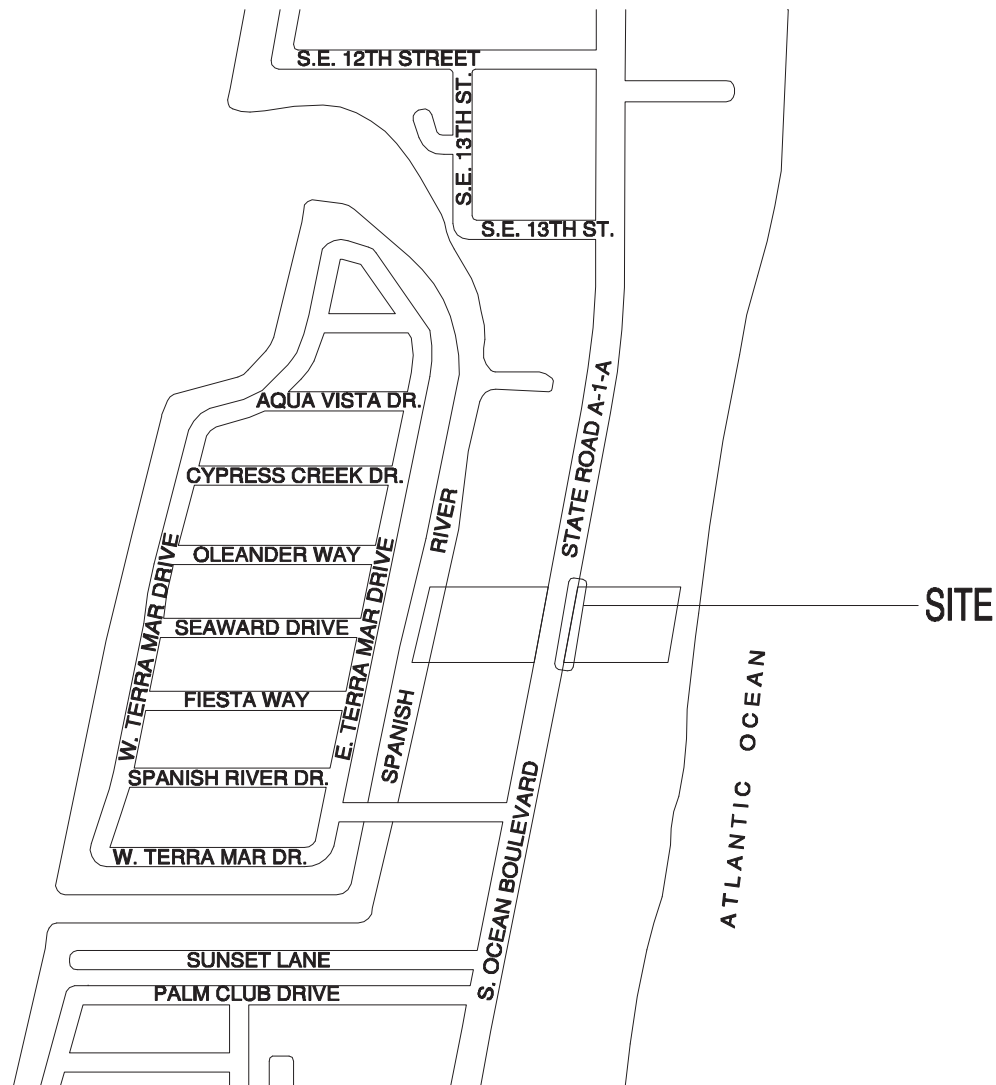 S.E. 12TH STREET
S.E. 13TH ST.
S.E. 13TH ST.
STATE ROAD A-1-A
AQUA VISTA DR.
CYPRESS CREEK DR.
RIVER
OLEANDER WAY
W. TERRA MAR DRIVE
E. TERRA MAR DRIVE
SITE
SEAWARD DRIVE
FIESTA WAY
SPANISH
ATLANTIC OCEAN
SPANISH RIVER DR.
S. OCEAN BOULEVARD
W. TERRA MAR DR.
SUNSET LANE
PALM CLUB DRIVE